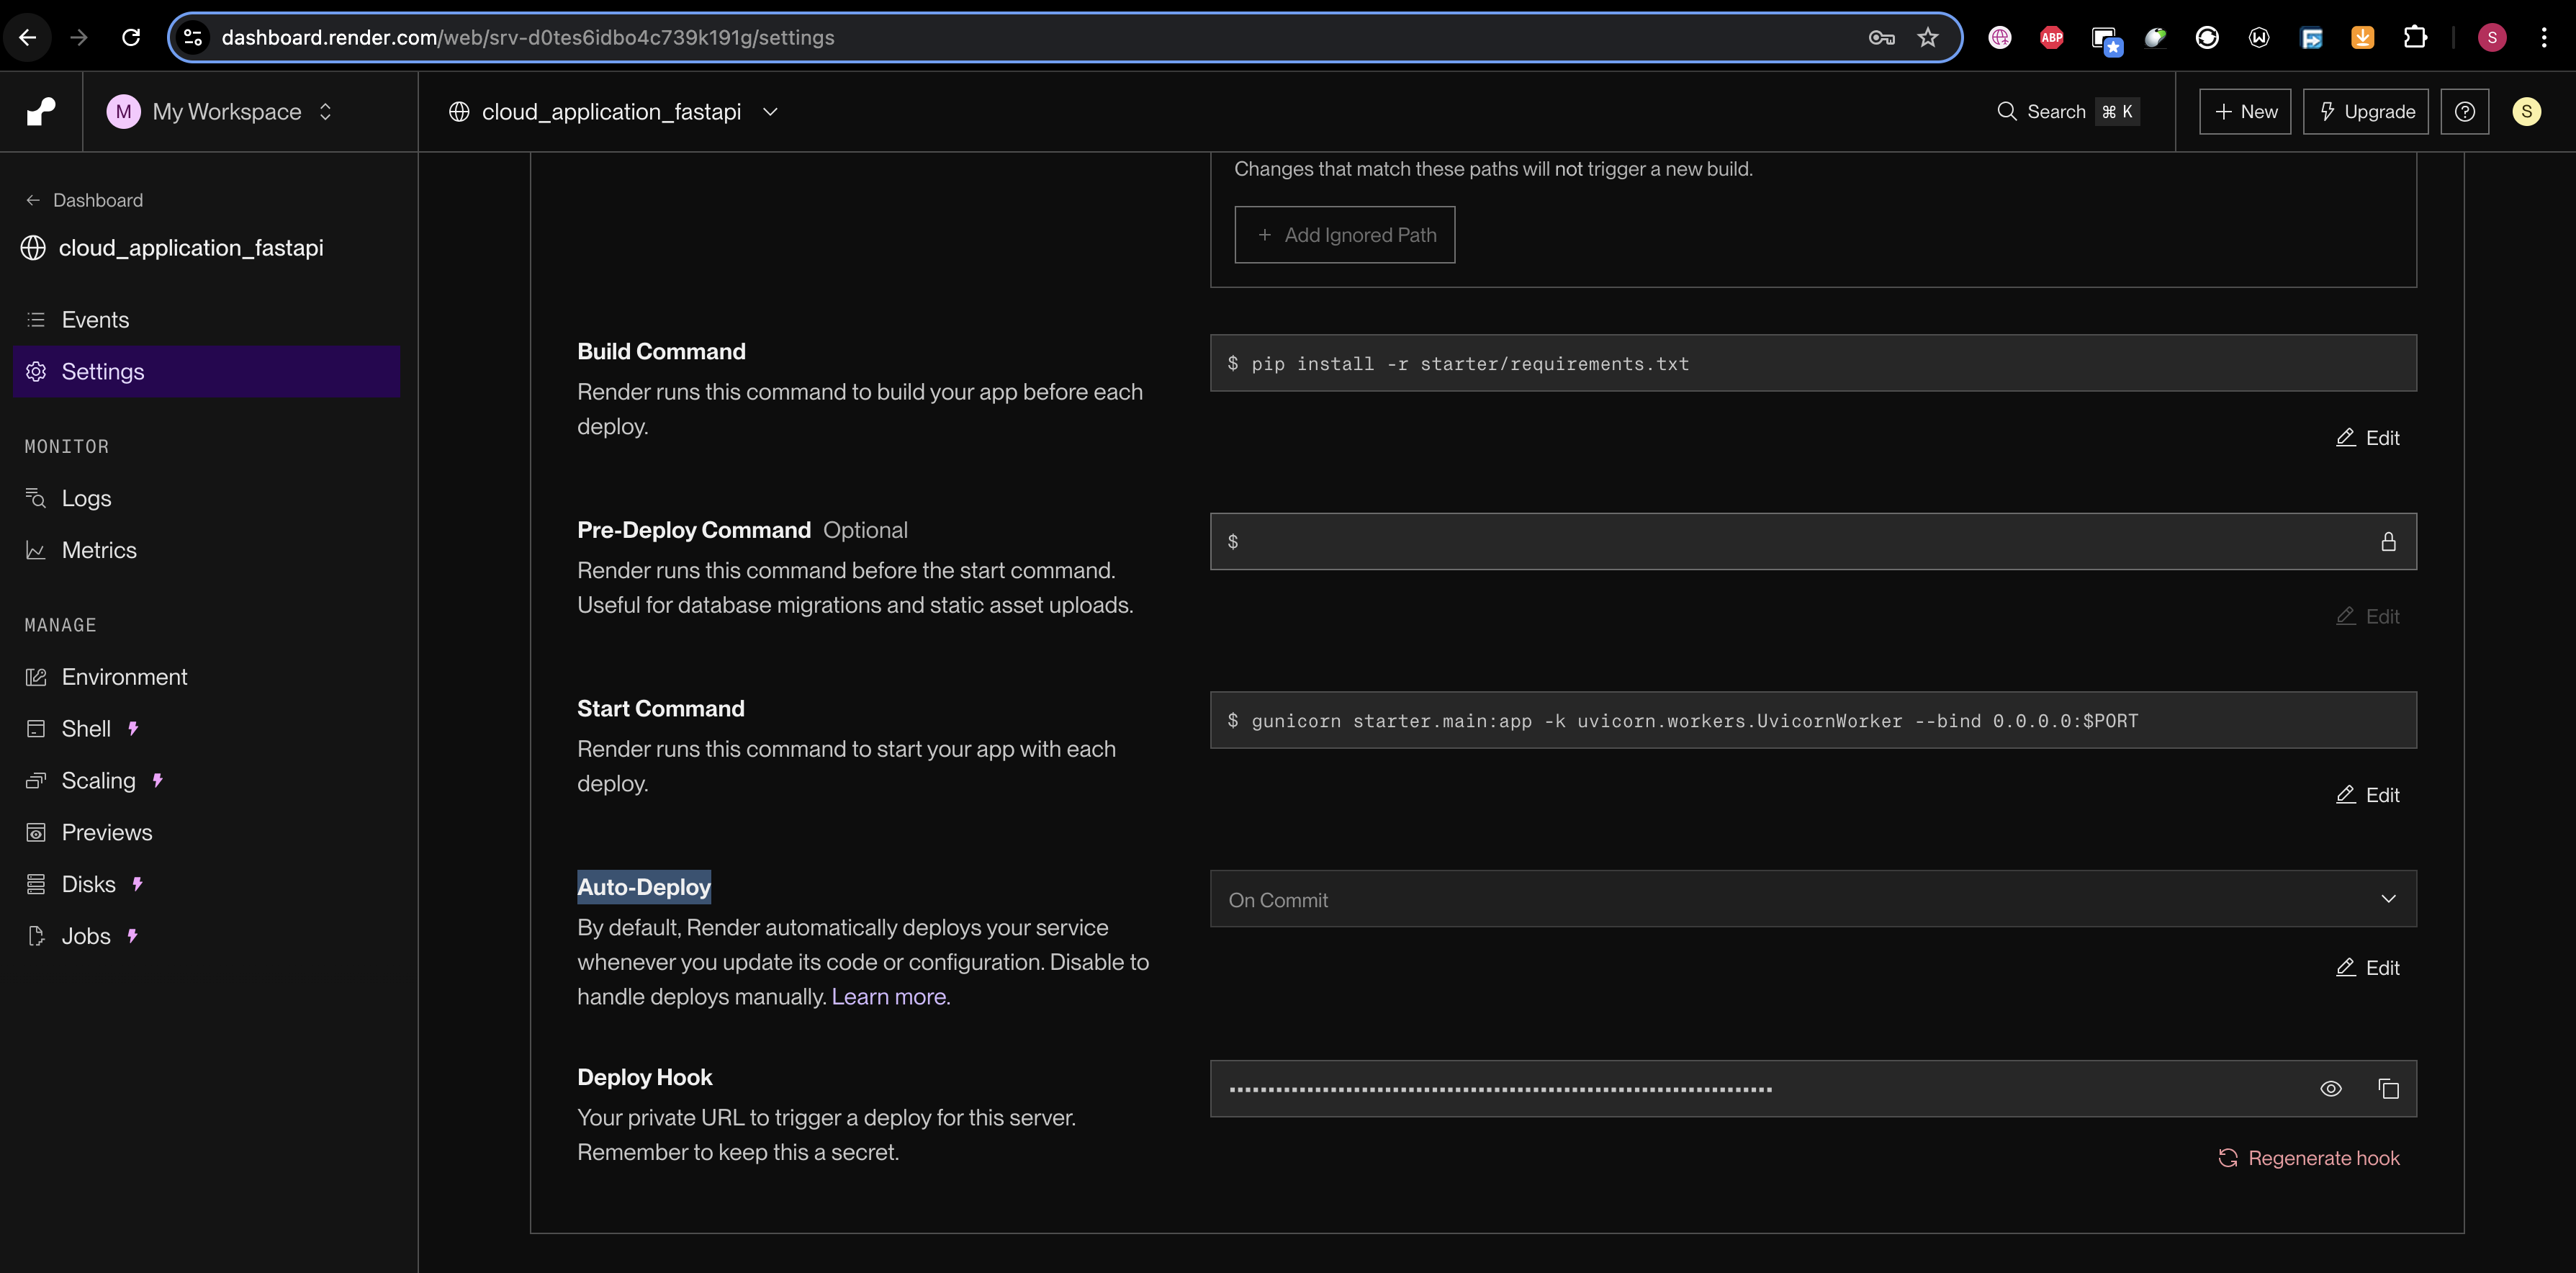 dashboard.render.com/web/srv-d0tes6idbo4c739k191g/settings
ABP
S
M My Workspace
cloud_application_fastapi
Search ⌘ K
+ New
Upgrade
S
← Dashboard
cloud_application_fastapi
Events
Settings
MONITOR
Logs
Metrics
MANAGE
Environment
Shell
Scaling
Previews
Disks
Jobs
Changes that match these paths will not trigger a new build.
+ Add Ignored Path
Build Command
Render runs this command to build your app before each
deploy.
$ pip install -r starter/requirements.txt
Edit
Pre-Deploy Command Optional
Render runs this command before the start command.
Useful for database migrations and static asset uploads.
$
Edit
Start Command
Render runs this command to start your app with each
deploy.
$ gunicorn starter.main:app -k uvicorn.workers.UvicornWorker --bind 0.0.0.0:$PORT
Edit
Auto-Deploy
By default, Render automatically deploys your service
whenever you update its code or configuration. Disable to
handle deploys manually. Learn more.
On Commit
Edit
Deploy Hook
Your private URL to trigger a deploy for this server.
Remember to keep this a secret.
Regenerate hook